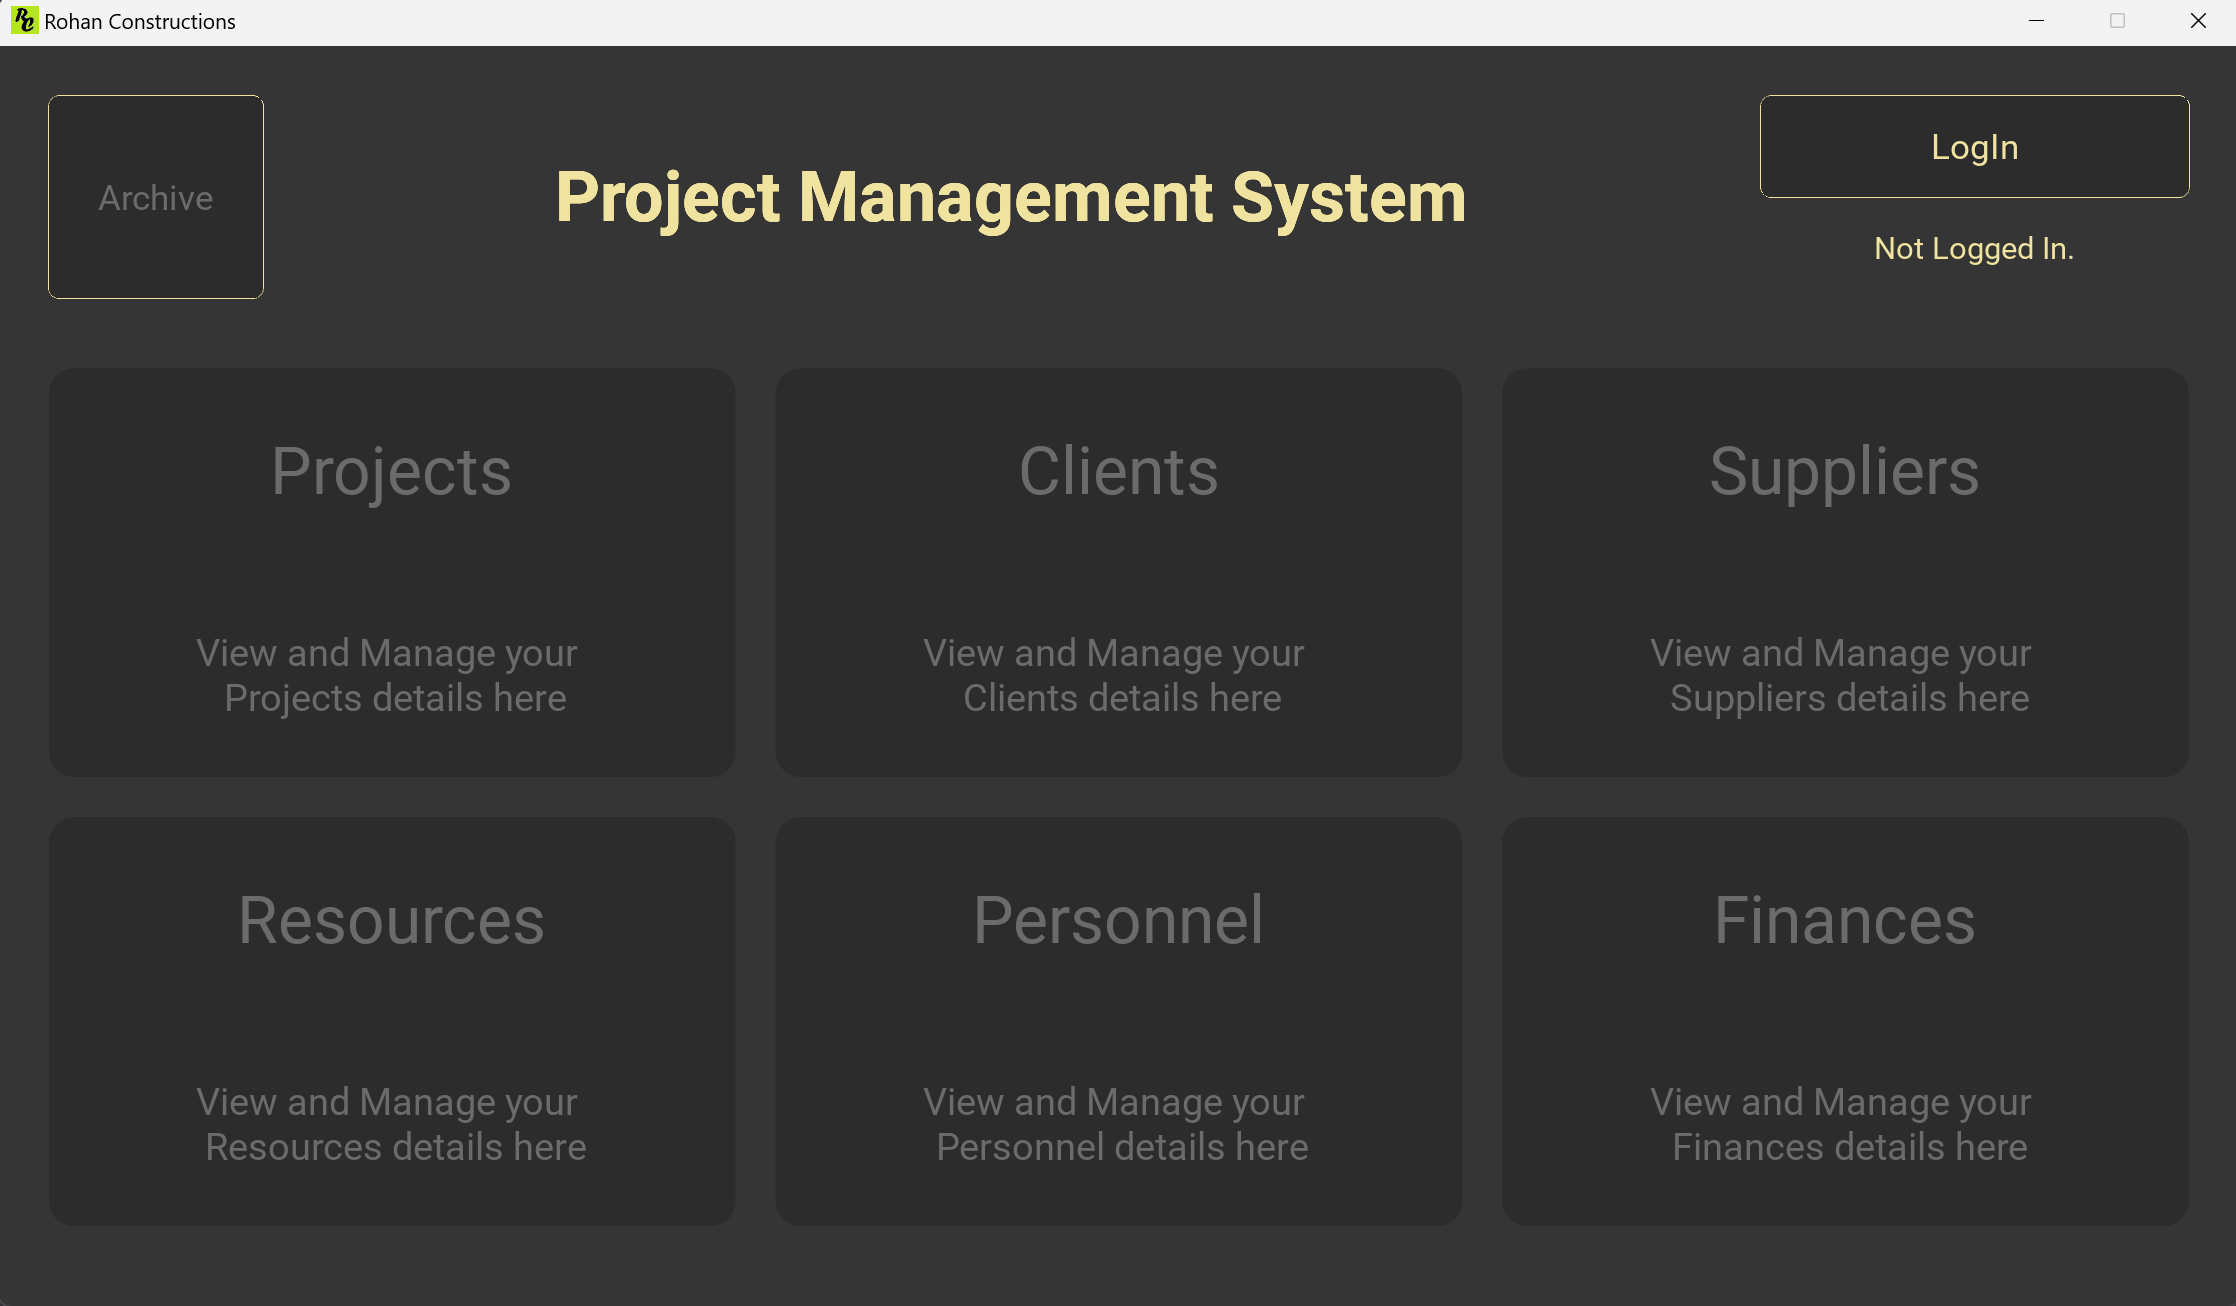 RC Rohan Constructions
Archive
Project Management System
LogIn
Not Logged In.
Projects
View and Manage your
Projects details here
Clients
View and Manage your
Clients details here
Suppliers
View and Manage your
Suppliers details here
Resources
View and Manage your
Resources details here
Personnel
View and Manage your
Personnel details here
Finances
View and Manage your
Finances details here